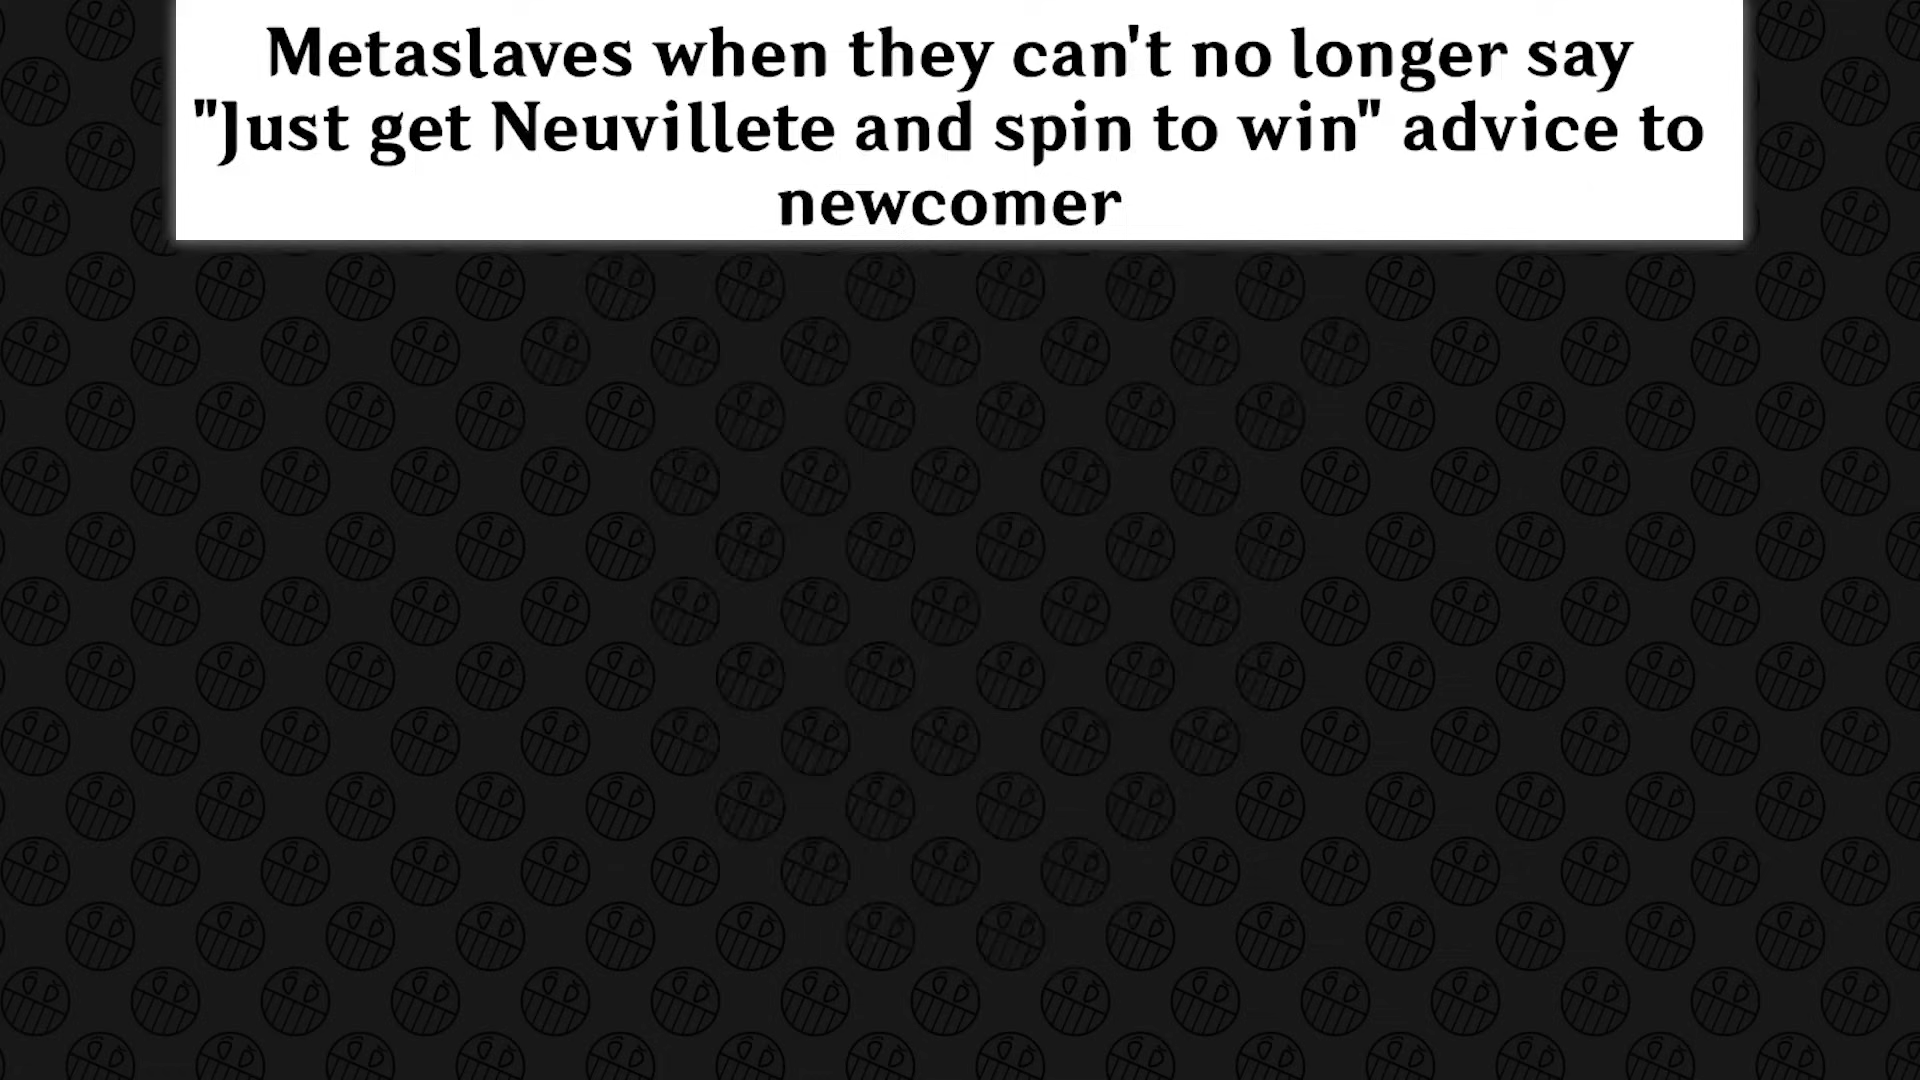 Metaslaves when they can't no longer say
"Just get Neuvillete and spin to win" advice to
newcomer